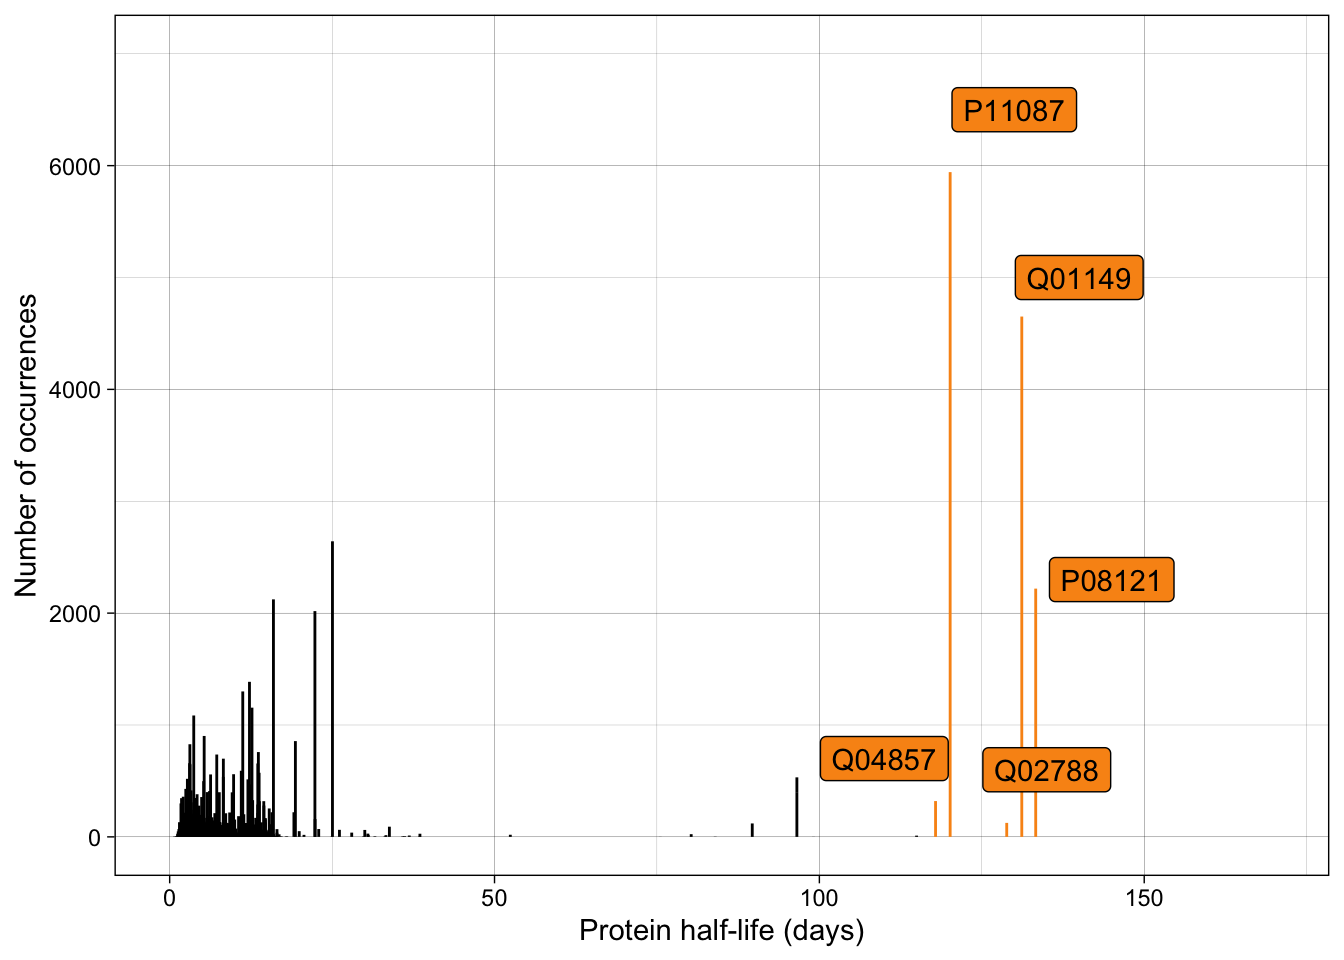 P11087
6000
Q01149
Number of occurrences
4000
P08121
2000
Q04857
Q02788
0
0
50
100
150
Protein half-life (days)